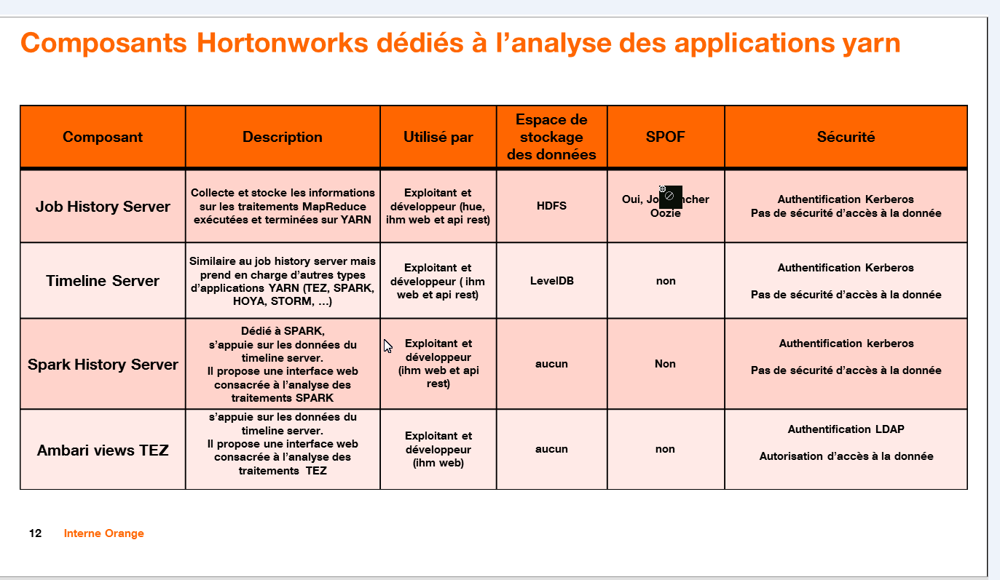 Composants Hortonworks dédiés à l’analyse des applications yarn
Composant
Description
Utilisé par
Espace de
stockage
des données
SPOF
Sécurité
Job History Server
Collecte et stocke les informations
sur les traitements MapReduce
exécutées et terminées sur YARN
Exploitant et
développeur (hue,
ihm web et api rest)
HDFS
Oui,
Oozie
Authentification Kerberos
Pas de sécurité d’accès à la donnée
Timeline Server
Similaire au job history server mais
prend en charge d’autres types
d’applications YARN (TEZ, SPARK,
HOYA, STORM, …)
Exploitant et
développeur ( ihm
web et api rest)
LevelDB
non
Authentification Kerberos
Pas de sécurité d’accès à la donnée
Spark History Server
Dédié à SPARK,
s’appuie sur les données du
timeline server.
Il propose une interface web
consacrée à l’analyse des
traitements SPARK
Exploitant et
développeur
(ihm web et api
rest)
aucun
Non
Authentification kerberos
Pas de sécurité d’accès à la donnée
Ambari views TEZ
s’appuie sur les données du
timeline server.
Il propose une interface web
consacrée à l’analyse des
traitements TEZ
Exploitant et
développeur
(ihm web)
aucun
non
Authentification LDAP
Autorisation d’accès à la donnée
12 Interne Orange